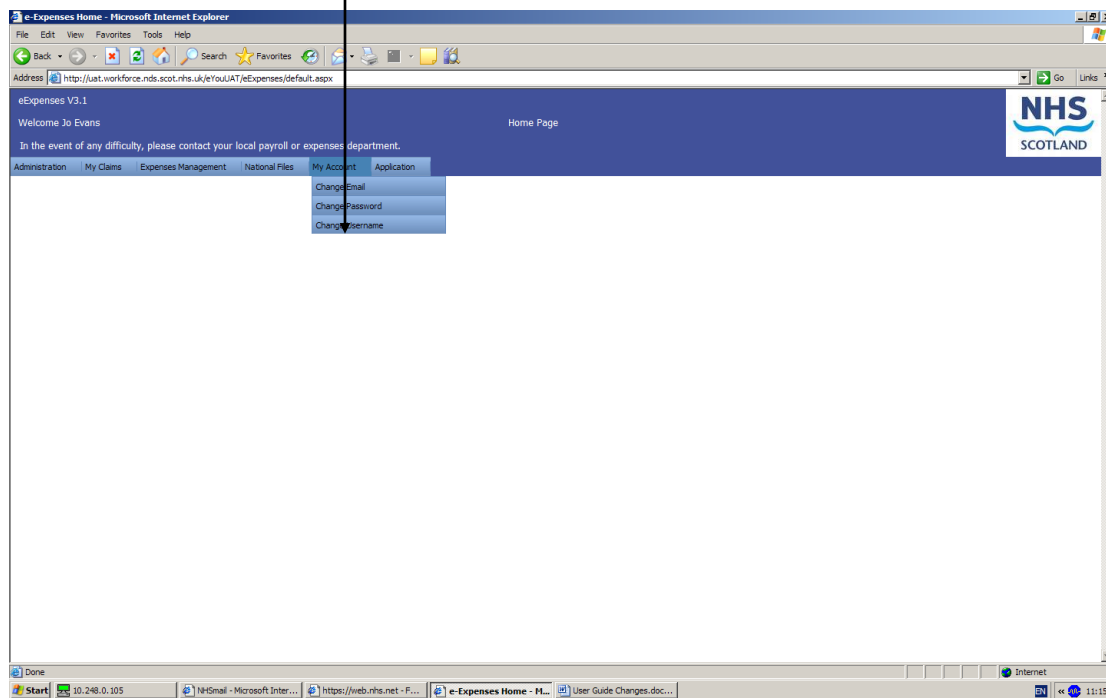 e-Expenses Home - Microsoft Internet Explorer
File Edit View Favorites Tools Help
Back Search Favorites
Address http://uat.workforce.nds.scot.nhs.uk/eYouUAT/eExpenses/default.aspx Go Links
eExpenses V3.1
Welcome Jo Evans Home Page
In the event of any difficulty, please contact your local payroll or expenses department.
NHS
SCOTLAND
Administration My Claims Expenses Management National Files My Account Application
Change Email
Change Password
Change Username
Done Internet
Start 10.248.0.105 NHSmail - Microsoft Inter... https://web.nhs.net - F... e-Expenses Home - M... User Guide Changes.doc... EN « 11:15